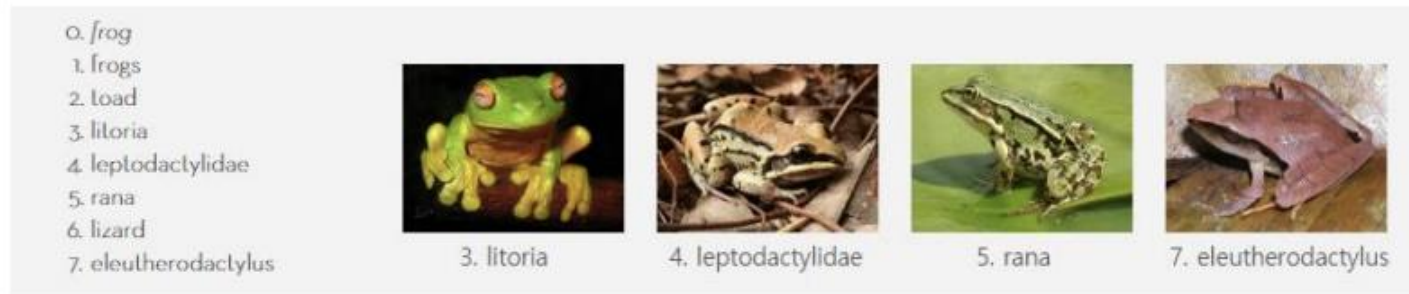 0. frog
1. frogs
2. toad
3. litoria
4. leptodactylidae
5. rana
6. lizard
7. eleutherodactylus
3. litoria
4. leptodactylidae
5. rana
7. eleutherodactylus